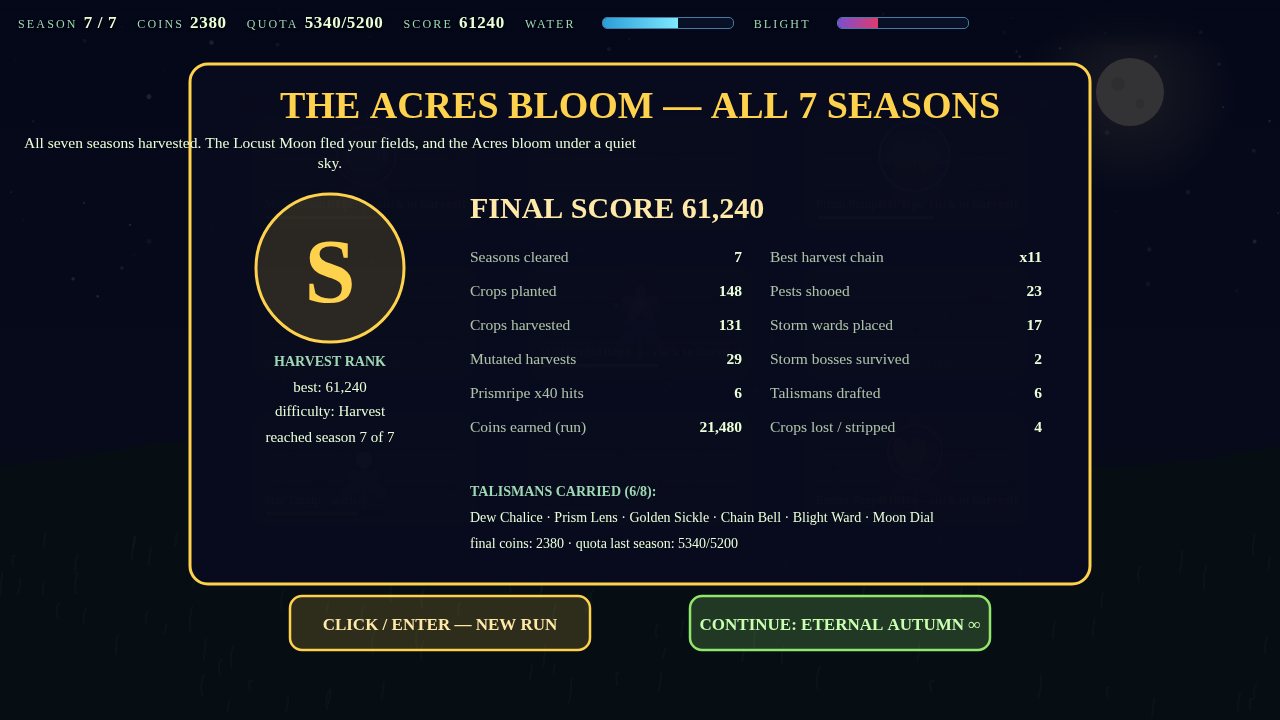 SEASON 7 / 7 COINS 2380 QUOTA 5340/5200 SCORE 61240 WATER BLIGHT
THE ACRES BLOOM — ALL 7 SEASONS
All seven seasons harvested. The Locust Moon fled your fields, and the Acres bloom under a quiet
sky.
S
HARVEST RANK
best: 61,240
difficulty: Harvest
reached season 7 of 7
FINAL SCORE 61,240
Seasons cleared 7 Best harvest chain x11
Crops planted 148 Pests shooed 23
Crops harvested 131 Storm wards placed 17
Mutated harvests 29 Storm bosses survived 2
Prismripe x40 hits 6 Talismans drafted 6
Coins earned (run) 21,480 Crops lost / stripped 4
TALISMANS CARRIED (6/8):
Dew Chalice · Prism Lens · Golden Sickle · Chain Bell · Blight Ward · Moon Dial
final coins: 2380 · quota last season: 5340/5200
CLICK / ENTER — NEW RUN
CONTINUE: ETERNAL AUTUMN ∞